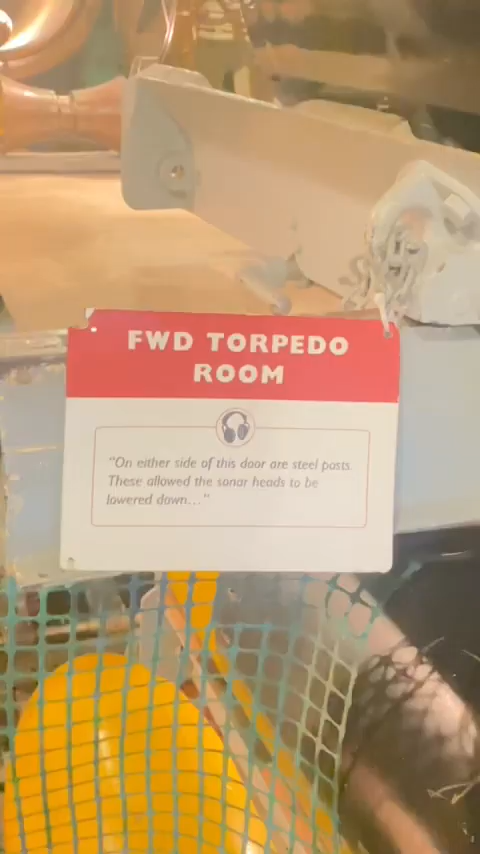 FWD TORPEDO
ROOM
"On either side of this door are steel posts.
These allowed the sonar heads to be
lowered down..."